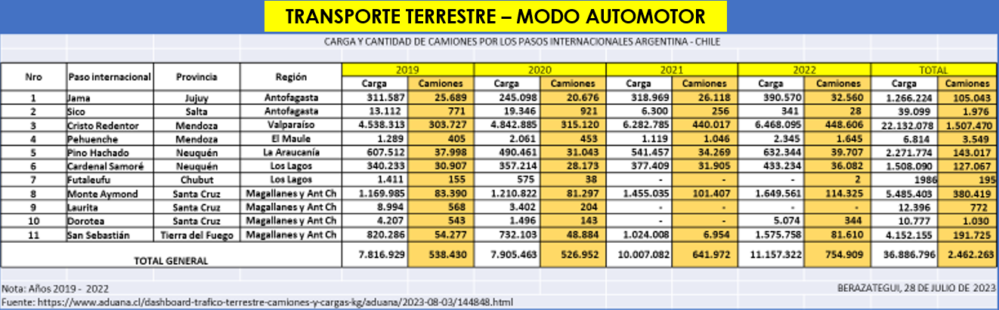 TRANSPORTE TERRESTRE – MODO AUTOMOTOR
CARGA Y CANTIDAD DE CAMIONES POR LOS PASOS INTERNACIONALES ARGENTINA - CHILE
Nro Paso internacional Provincia Región 2019 2020 2021 2022 TOTAL
Carga Camiones Carga Camiones Carga Camiones Carga Camiones Carga Camiones
1 Jama Jujuy Antofagasta 311.587 25.689 245.098 20.676 318.969 26.118 390.570 32.560 1.266.224 105.043
2 Sico Salta Antofagasta 13.112 771 19.346 921 6.300 256 341 28 39.099 1.976
3 Cristo Redentor Mendoza Valparaíso 4.538.313 303.727 4.842.885 315.120 6.282.785 440.017 6.468.095 448.606 22.132.078 1.507.470
4 Pehuenche Mendoza El Maule 1.289 405 2.061 453 1.119 1.046 2.345 1.645 6.814 3.549
5 Pino Hachado Neuquén La Araucanía 607.512 37.998 490.461 31.043 541.457 34.269 632.344 39.707 2.271.774 143.017
6 Cardenal Samoré Neuquén Los Lagos 340.233 30.907 357.214 28.173 377.409 31.905 433.234 36.082 1.508.090 127.067
7 Futaleufu Chubut Los Lagos 1.411 155 575 38 - - - 2 1986 195
8 Monte Aymond Santa Cruz Magallanes y Ant Ch 1.169.985 83.390 1.210.822 81.297 1.455.035 101.407 1.649.561 114.325 5.485.403 380.419
9 Laurita Santa Cruz Magallanes y Ant Ch 8.994 568 3.402 204 - - - - 12.396 772
10 Dorotea Santa Cruz Magallanes y Ant Ch 4.207 543 1.496 143 - - 5.074 344 10.777 1.030
11 San Sebastián Tierra del Fuego Magallanes y Ant Ch 820.286 54.277 732.103 48.884 1.024.008 6.954 1.575.758 81.610 4.152.155 191.725
TOTAL GENERAL 7.816.929 538.430 7.905.463 526.952 10.007.082 641.972 11.157.322 754.909 36.886.796 2.462.263
Nota: Años 2019 - 2022 BERAZATEGUI, 28 DE JULIO DE 2023
Fuente: https://www.aduana.cl/dashboard-trafico-terrestre-camiones-y-cargas-kg/aduana/2023-08-03/144848.html